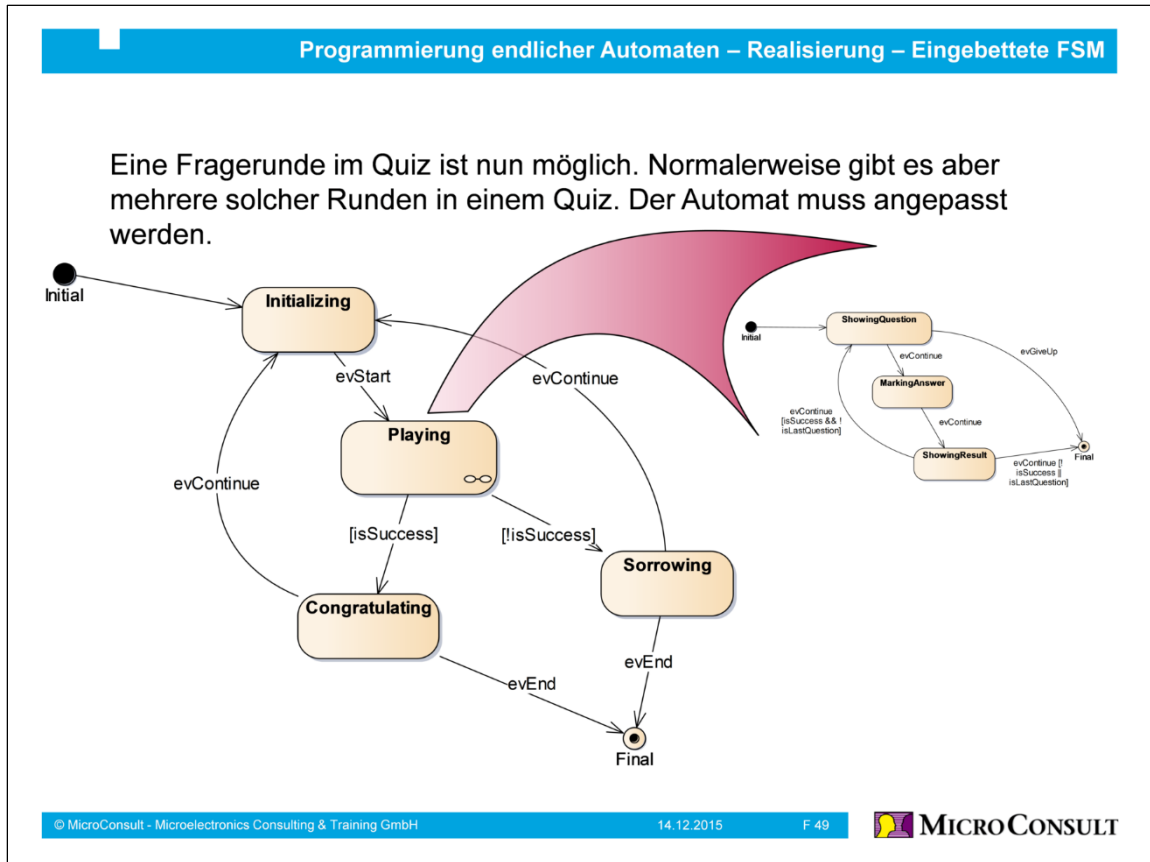 Programmierung endlicher Automaten – Realisierung – Eingebettete FSM
Eine Fragerunde im Quiz ist nun möglich. Normalerweise gibt es aber
mehrere solcher Runden in einem Quiz. Der Automat muss angepasst
werden.
Initial
Initializing
evStart
evContinue
Playing
evContinue
[isSuccess]
[!isSuccess]
Sorrowing
Congratulating
evEnd
evEnd
Final
Initial
ShowingQuestion
evGiveUp
evContinue
MarkingAnswer
evContinue
[isSuccess && !
isLastQuestion]
evContinue
ShowingResult
Final
evContinue [!
isSuccess ||
isLastQuestion]
© MicroConsult - Microelectronics Consulting & Training GmbH
14.12.2015
F 49
MICROCONSULT